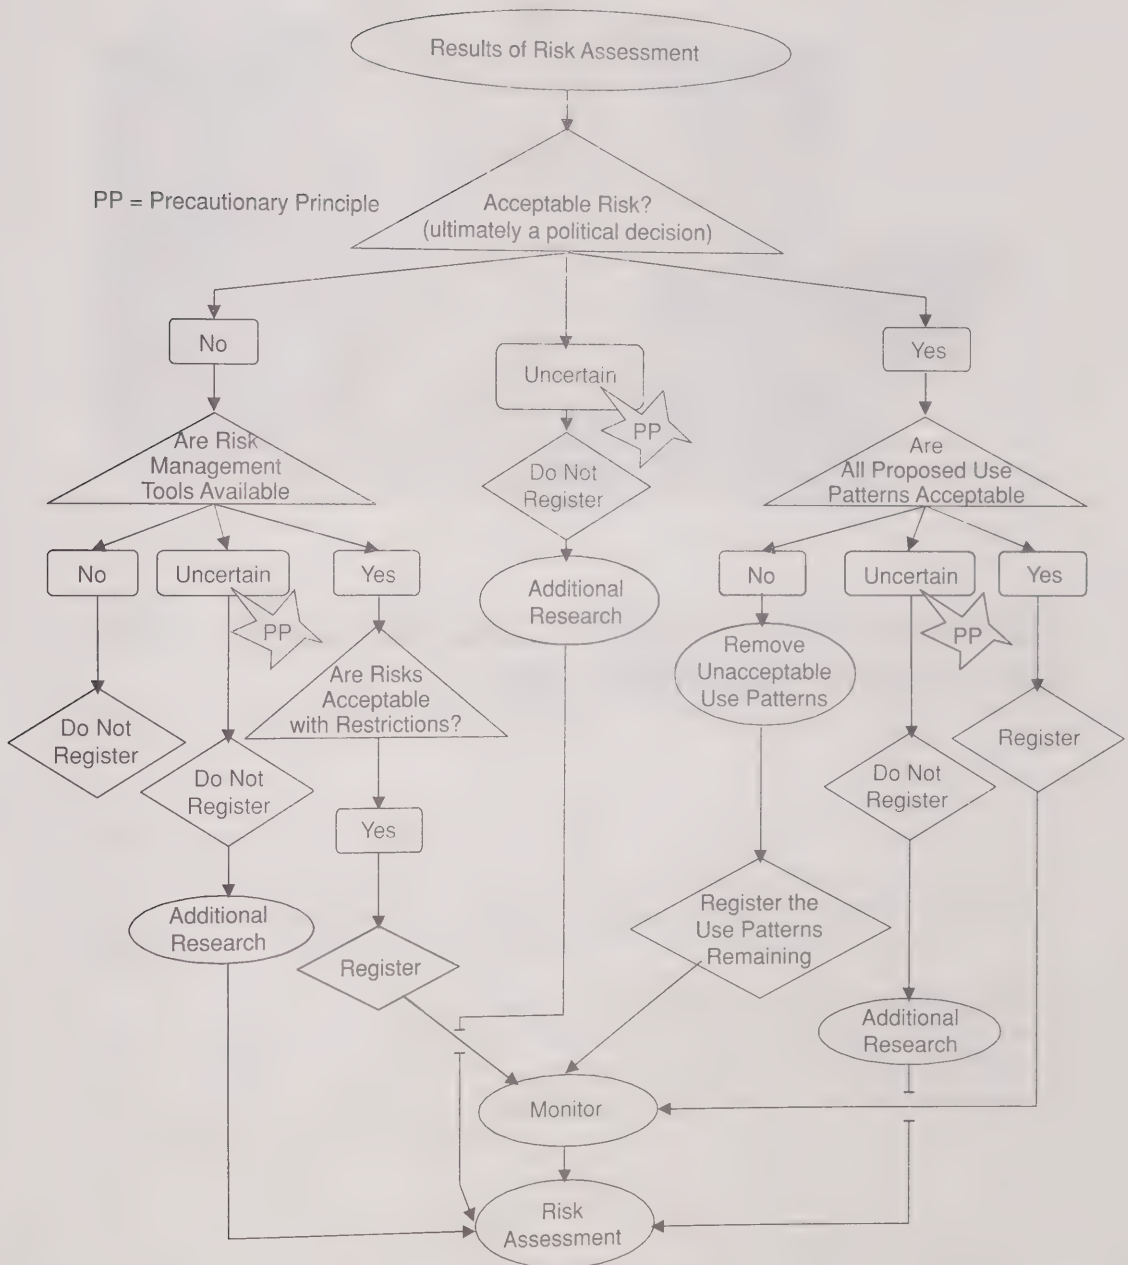 Results of Risk Assessment
PP = Precautionary Principle
Acceptable Risk?
(ultimately a political decision)
No
Uncertain
PP
Yes
Are Risk
Management
Tools Available
Do Not
Register
Additional
Research
Are
All Proposed Use
Patterns Acceptable
No
Uncertain
PP
Yes
No
Uncertain
PP
Yes
Do Not
Register
Do Not
Register
Additional
Research
Are Risks
Acceptable
with Restrictions?
Yes
Register
Remove
Unacceptable
Use Patterns
Register the
Use Patterns
Remaining
Do Not
Register
Additional
Research
Register
Monitor
Risk
Assessment